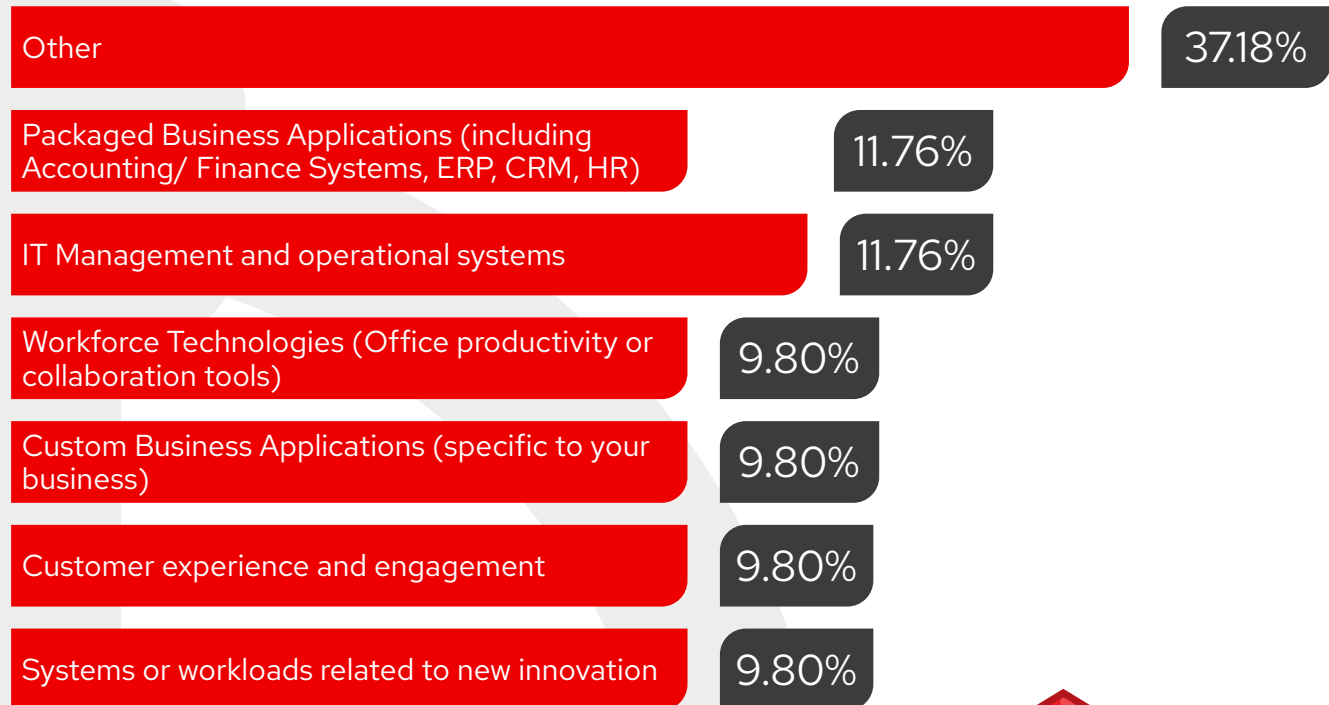 Other
37.18%
Packaged Business Applications (including
Accounting/ Finance Systems, ERP, CRM, HR)
11.76%
IT Management and operational systems
11.76%
Workforce Technologies (Office productivity or
collaboration tools)
9.80%
Custom Business Applications (specific to your
business)
9.80%
Customer experience and engagement
9.80%
Systems or workloads related to new innovation
9.80%